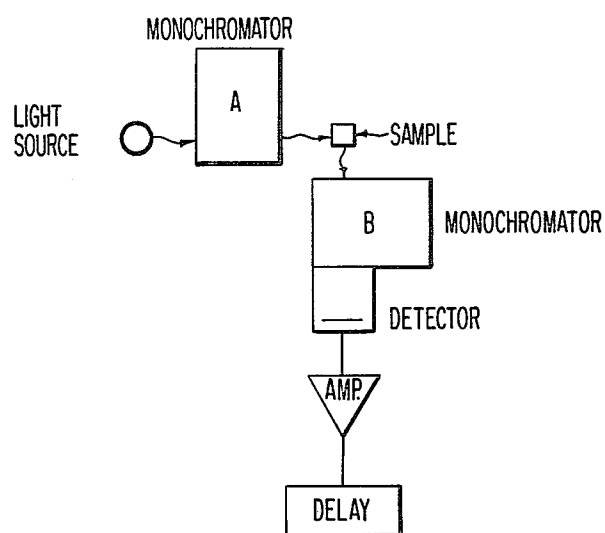 MONOCHROMATOR
A
LIGHT
SOURCE
SAMPLE
B
MONOCHROMATOR
DETECTOR
AMP.
DELAY